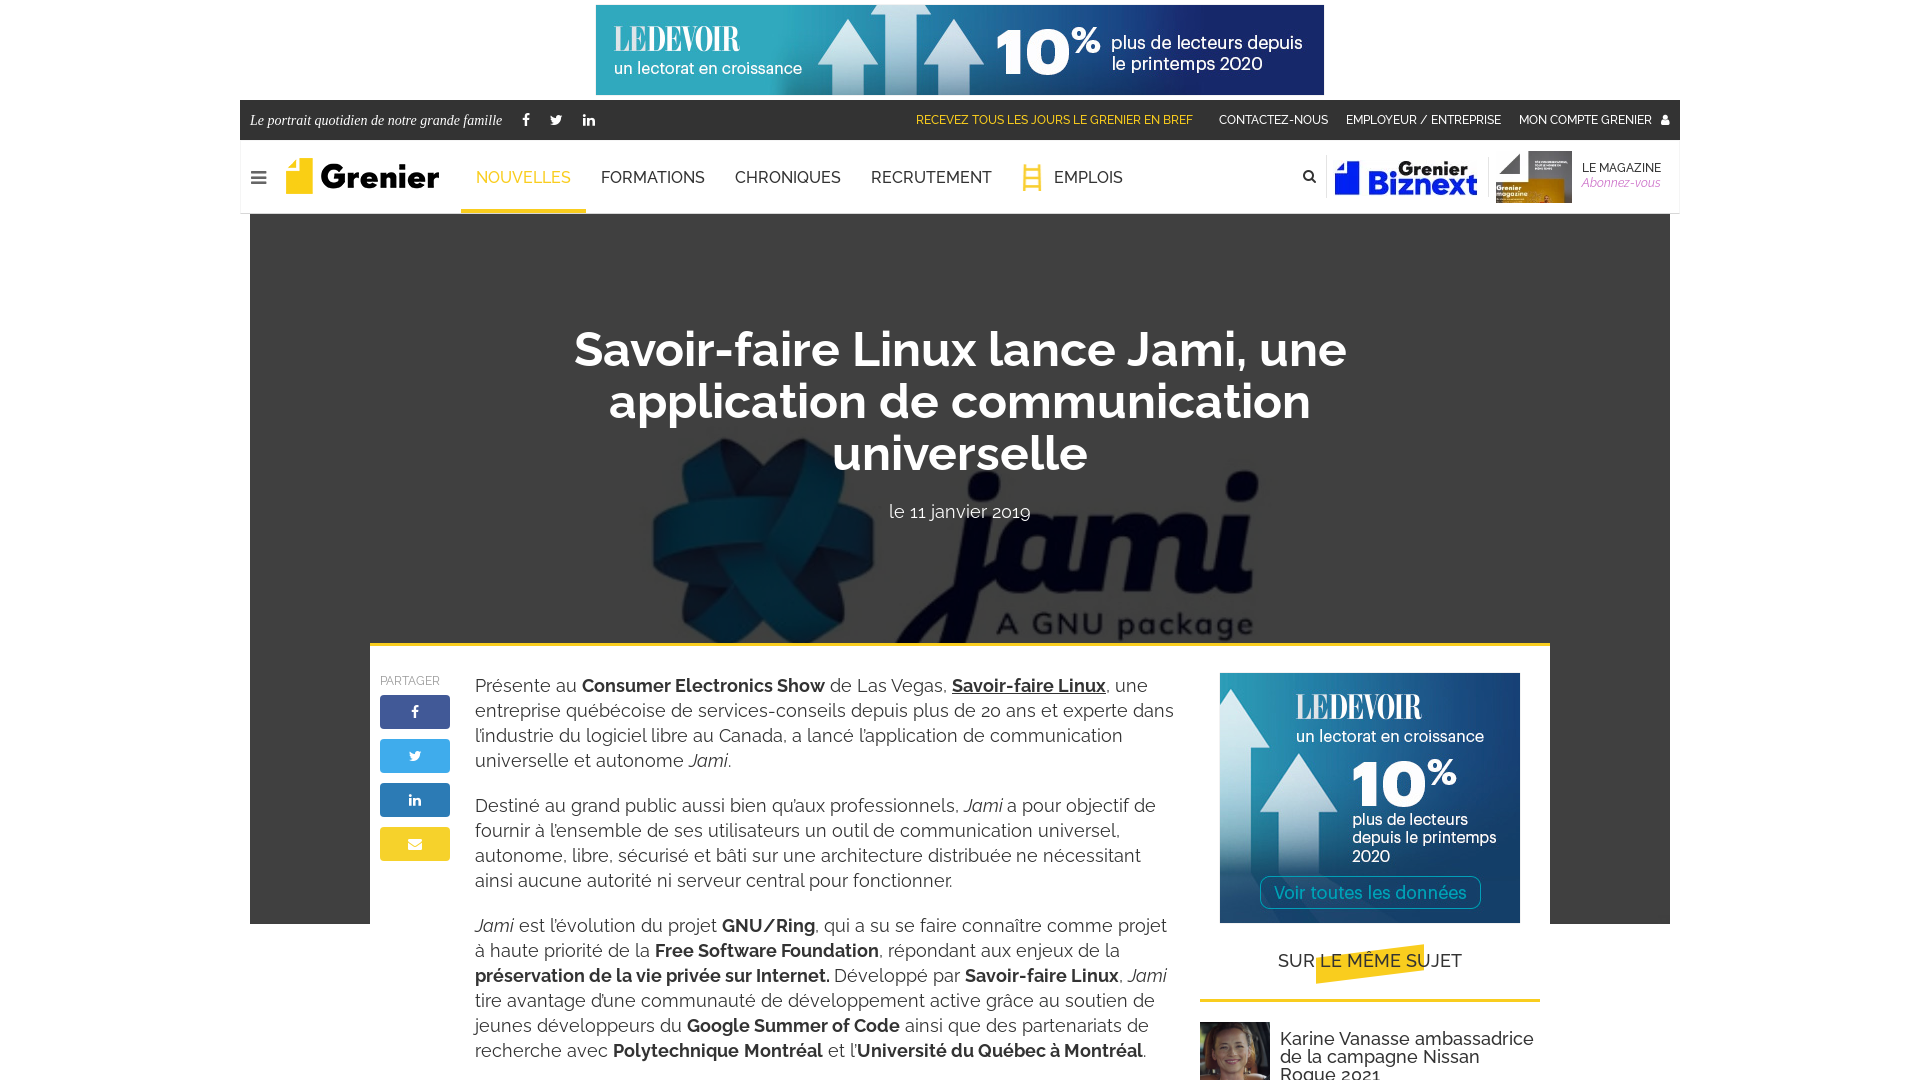 LEDEVOIR
un lectorat en croissance
10% plus de lecteurs depuis
le printemps 2020
Le portrait quotidien de notre grande famille
RECEVEZ TOUS LES JOURS LE GRENIER EN BREF
CONTACTEZ-NOUS
EMPLOYEUR / ENTREPRISE
MON COMPTE GRENIER
Grenier
NOUVELLES
FORMATIONS
CHRONIQUES
RECRUTEMENT
EMPLOIS
Grenier
Biznext
Grenier
magazine
LE MAGAZINE
Abonnez-vous
Savoir-faire Linux lance Jami, une
application de communication
universelle
le 11 janvier 2019
jami
A GNU package
PARTAGER
Présente au Consumer Electronics Show de Las Vegas, Savoir-faire Linux, une
entreprise québécoise de services-conseils depuis plus de 20 ans et experte dans
l’industrie du logiciel libre au Canada, a lancé l’application de communication
universelle et autonome Jami.
Destiné au grand public aussi bien qu’aux professionnels, Jami a pour objectif de
fournir à l’ensemble de ses utilisateurs un outil de communication universel,
autonome, libre, sécurisé et bâti sur une architecture distribuée ne nécessitant
ainsi aucune autorité ni serveur central pour fonctionner.
Jami est l’évolution du projet GNU/Ring, qui a su se faire connaître comme projet
à haute priorité de la Free Software Foundation, répondant aux enjeux de la
préservation de la vie privée sur Internet. Développé par Savoir-faire Linux, Jami
tire avantage d’une communauté de développement active grâce au soutien de
jeunes développeurs du Google Summer of Code ainsi que des partenariats de
recherche avec Polytechnique Montréal et l’Université du Québec à Montréal.
LEDEVOIR
un lectorat en croissance
10%
plus de lecteurs
depuis le printemps
2020
Voir toutes les données
SUR LE MÊME SUJET
Karine Vanasse ambassadrice
de la campagne Nissan
Rogue 2021